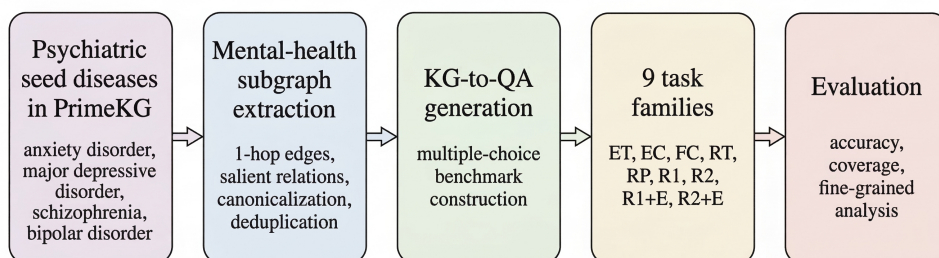 Psychiatric
seed diseases
in PrimeKG
anxiety disorder,
major depressive
disorder,
schizophrenia,
bipolar disorder
Mental-health
subgraph
extraction
1-hop edges,
salient relations,
canonicalization,
deduplication
KG-to-QA
generation
multiple-choice
benchmark
construction
9 task
families
ET, EC, FC, RT,
RP, R1, R2,
R1+E, R2+E
Evaluation
accuracy,
coverage,
fine-grained
analysis